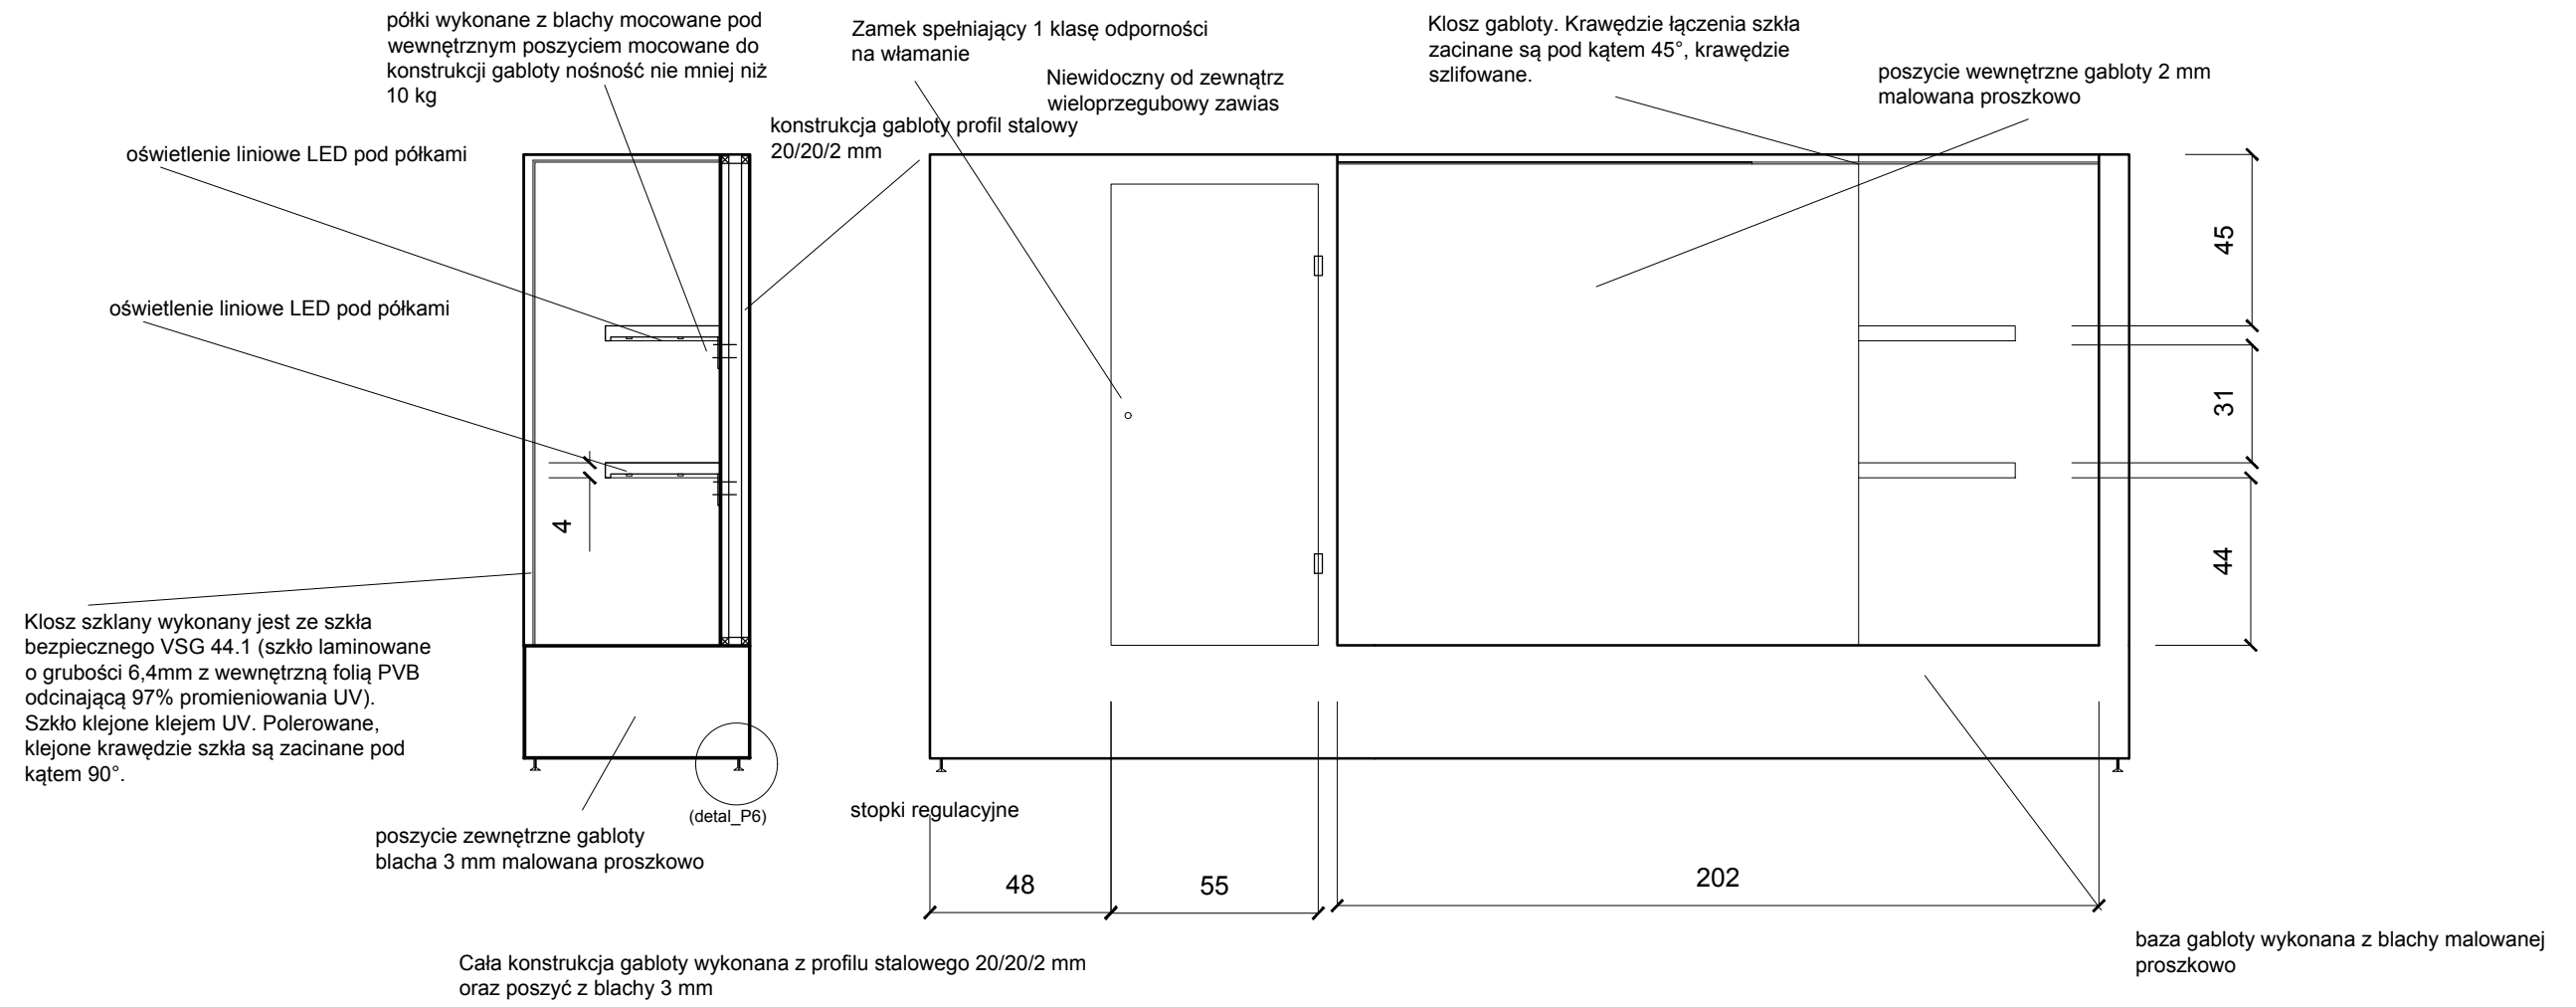 półki wykonane z blachy mocowane pod
wewnętrznym poszyciem mocowane do
konstrukcji gabloty nośność nie mniej niż
10 kg
Zamek spełniający 1 klasę odporności
na włamanie
Niewidoczny od zewnątrz
wieloprzegubowy zawias
Klosz gabloty. Krawędzie łączenia szkła
zacinane są pod kątem 45°, krawędzie
szlifowane.
poszycie wewnętrzne gabloty 2 mm
malowana proszkowo
konstrukcja gabloty profil stalowy
20/20/2 mm
oświetlenie liniowe LED pod półkami
oświetlenie liniowe LED pod półkami
45
31
44
4
Klosz szklany wykonany jest ze szkła
bezpiecznego VSG 44.1 (szkło laminowane
o grubości 6,4mm z wewnętrzną folią PVB
odcinającą 97% promieniowania UV).
Szkło klejone klejem UV. Polerowane,
klejone krawędzie szkła są zacinane pod
kątem 90°.
(detal_P6)
stopki regulacyjne
poszycie zewnętrzne gabloty
blacha 3 mm malowana proszkowo
48
55
202
baza gabloty wykonana z blachy malowanej
proszkowo
Cała konstrukcja gabloty wykonana z profilu stalowego 20/20/2 mm
oraz poszyć z blachy 3 mm